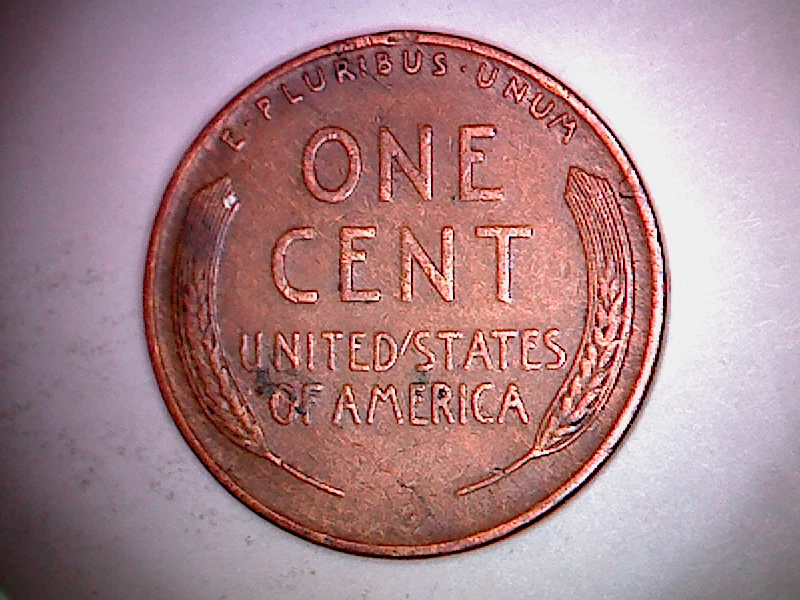 E·PLURIBUS·UNUM
ONE
CENT
UNITED/STATES
OF AMERICA